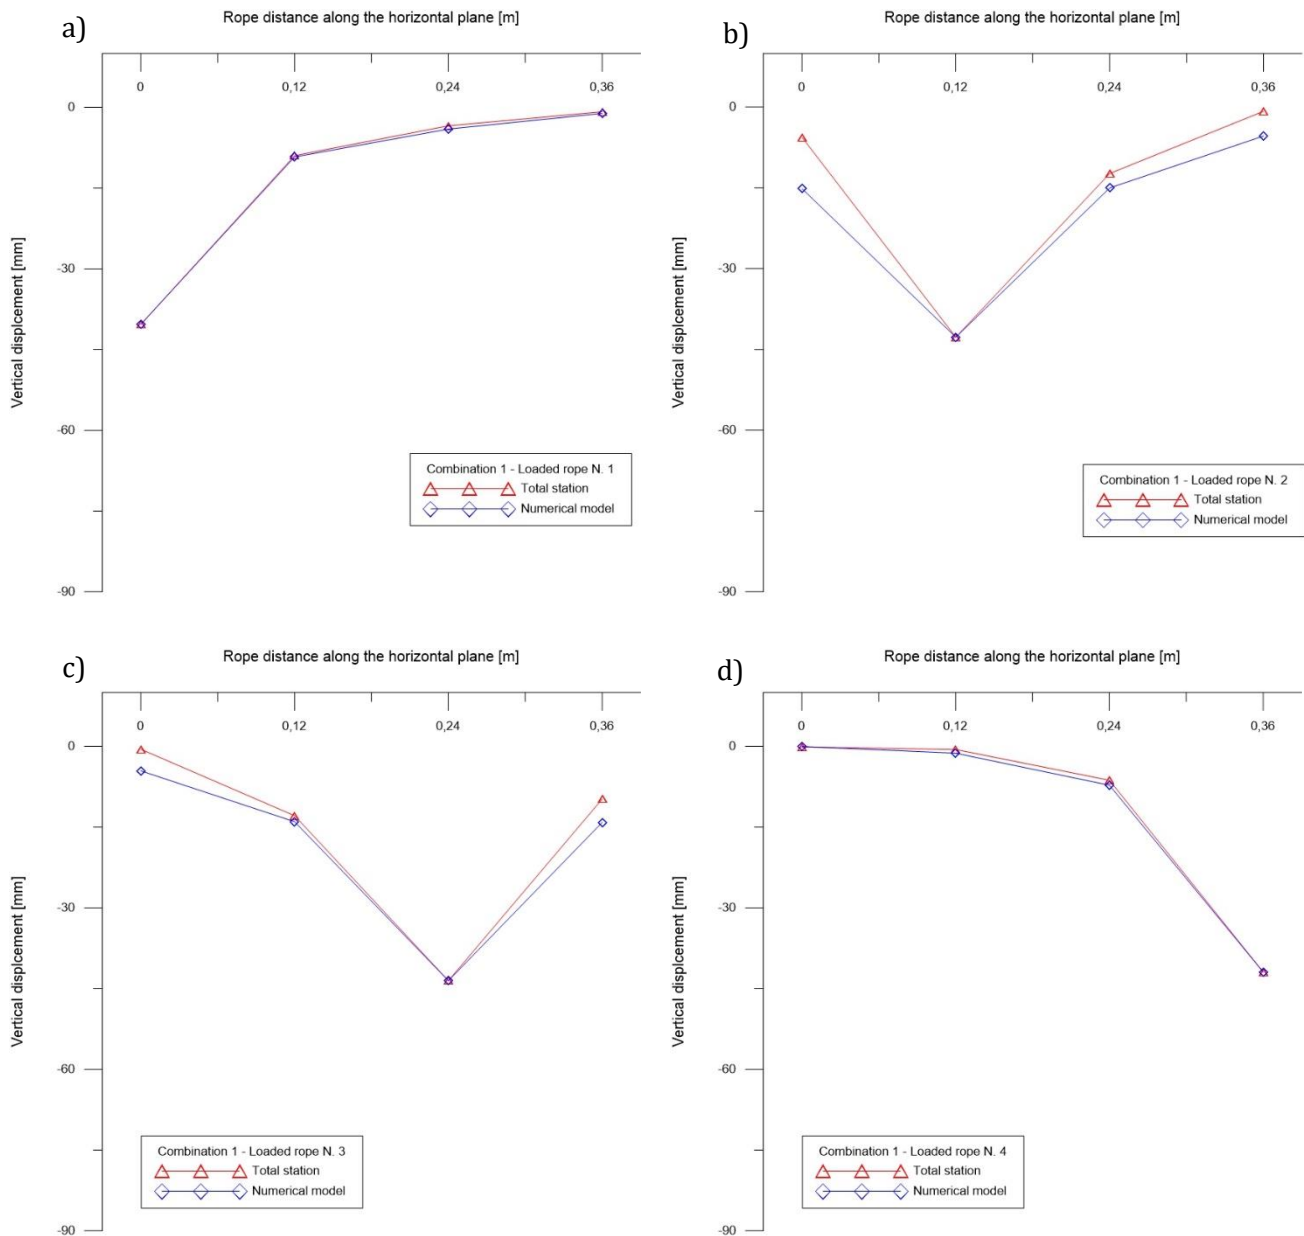 a)
Rope distance along the horizontal plane [m]
0 0,12 0,24 0,36
0
-30
-60
-90
Vertical displcement [mm]
Combination 1 - Loaded rope N. 1
Total station
Numerical model
b)
Rope distance along the horizontal plane [m]
0 0,12 0,24 0,36
0
-30
-60
-90
Vertical displcement [mm]
Combination 1 - Loaded rope N. 2
Total station
Numerical model
c)
Rope distance along the horizontal plane [m]
0 0,12 0,24 0,36
0
-30
-60
-90
Vertical displcement [mm]
Combination 1 - Loaded rope N. 3
Total station
Numerical model
d)
Rope distance along the horizontal plane [m]
0 0,12 0,24 0,36
0
-30
-60
-90
Vertical displcement [mm]
Combination 1 - Loaded rope N. 4
Total station
Numerical model